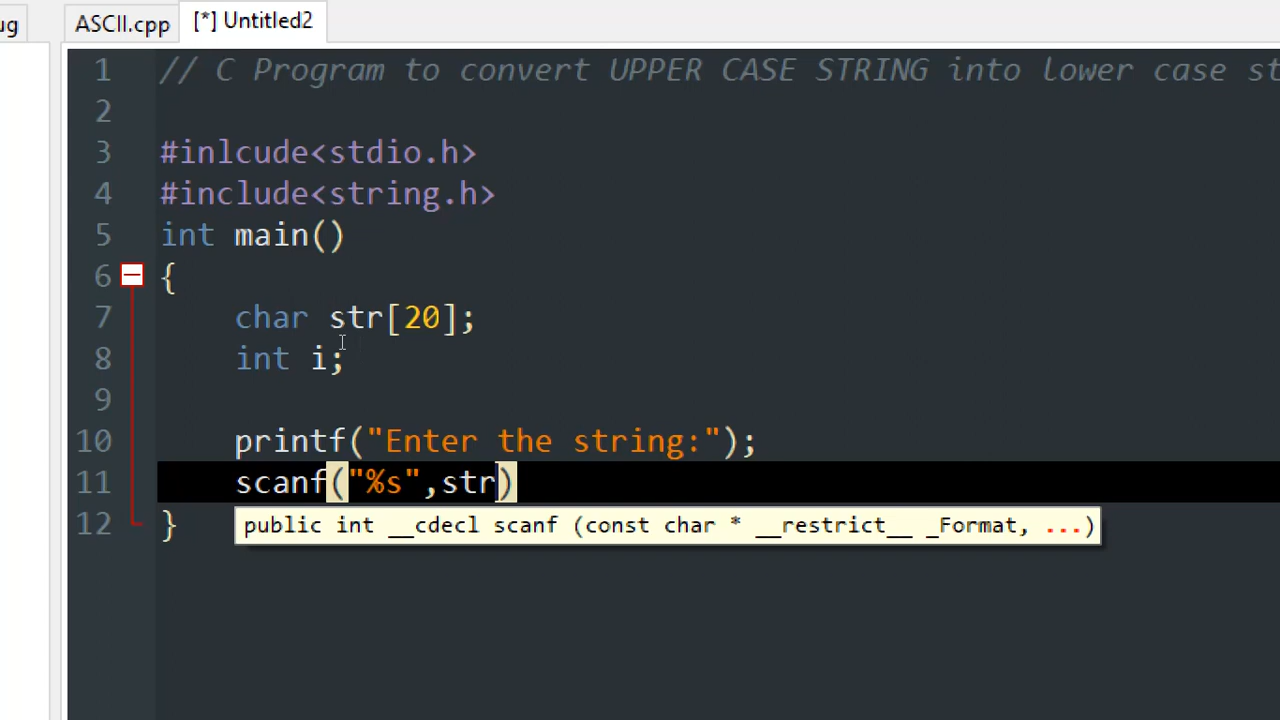 ug ASCII.cpp [*] Untitled2
1 // C Program to convert UPPER CASE STRING into lower case st
2
3 #inlcude<stdio.h>
4 #include<string.h>
5 int main()
6 {
7 char str[20];
8 int i;
9
10 printf("Enter the string:");
11 scanf("%s",str)
12 }
public int __cdecl scanf (const char * __restrict__ _Format, ...)